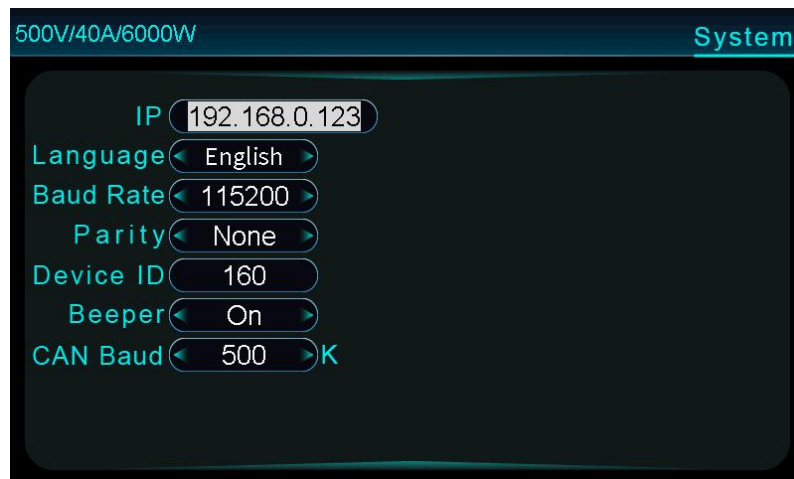 500V/40A/6000W System
IP 192.168.0.123
Language English
Baud Rate 115200
Parity None
Device ID 160
Beeper On
CAN Baud 500 K